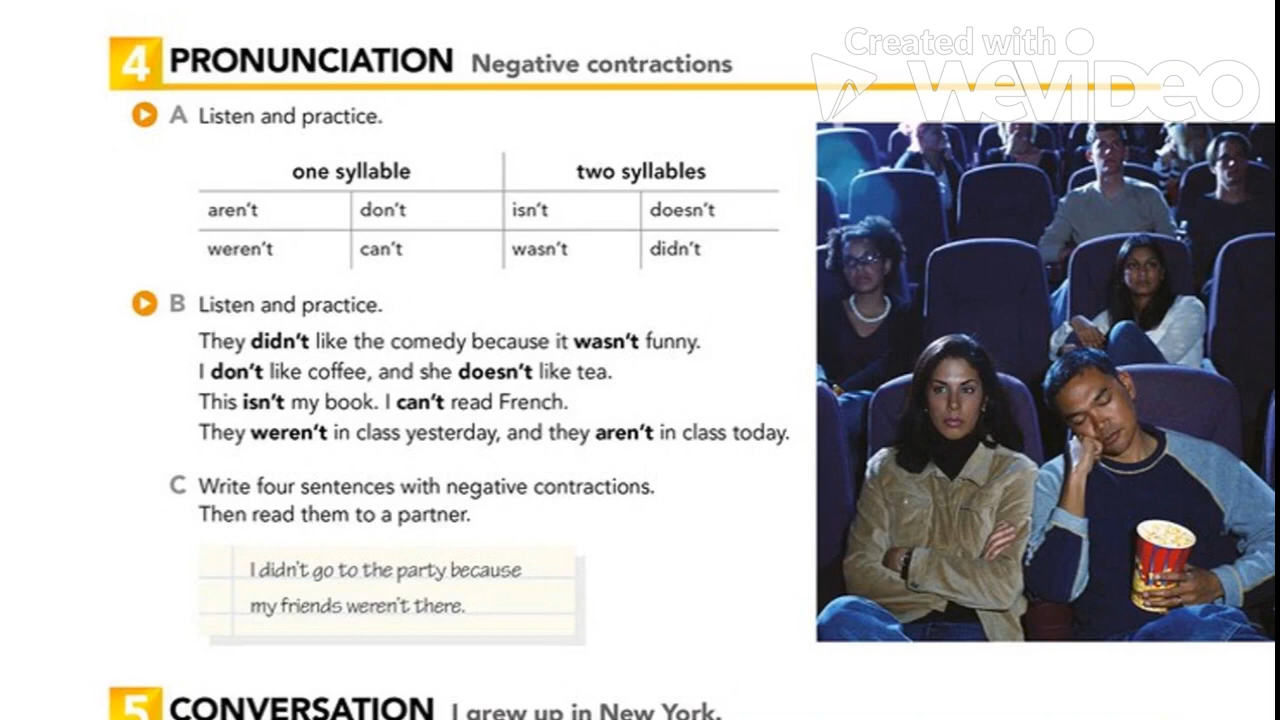 Created with
WEVIDEO
4 PRONUNCIATION Negative contractions
A Listen and practice.
one syllable two syllables
aren't don't isn't doesn't
weren't can't wasn't didn't
B Listen and practice.
They didn't like the comedy because it wasn't funny.
I don't like coffee, and she doesn't like tea.
This isn't my book. I can't read French.
They weren't in class yesterday, and they aren't in class today.
C Write four sentences with negative contractions.
Then read them to a partner.
I didn't go to the party because
my friends weren't there.
5 CONVERSATION I grew up in New York.